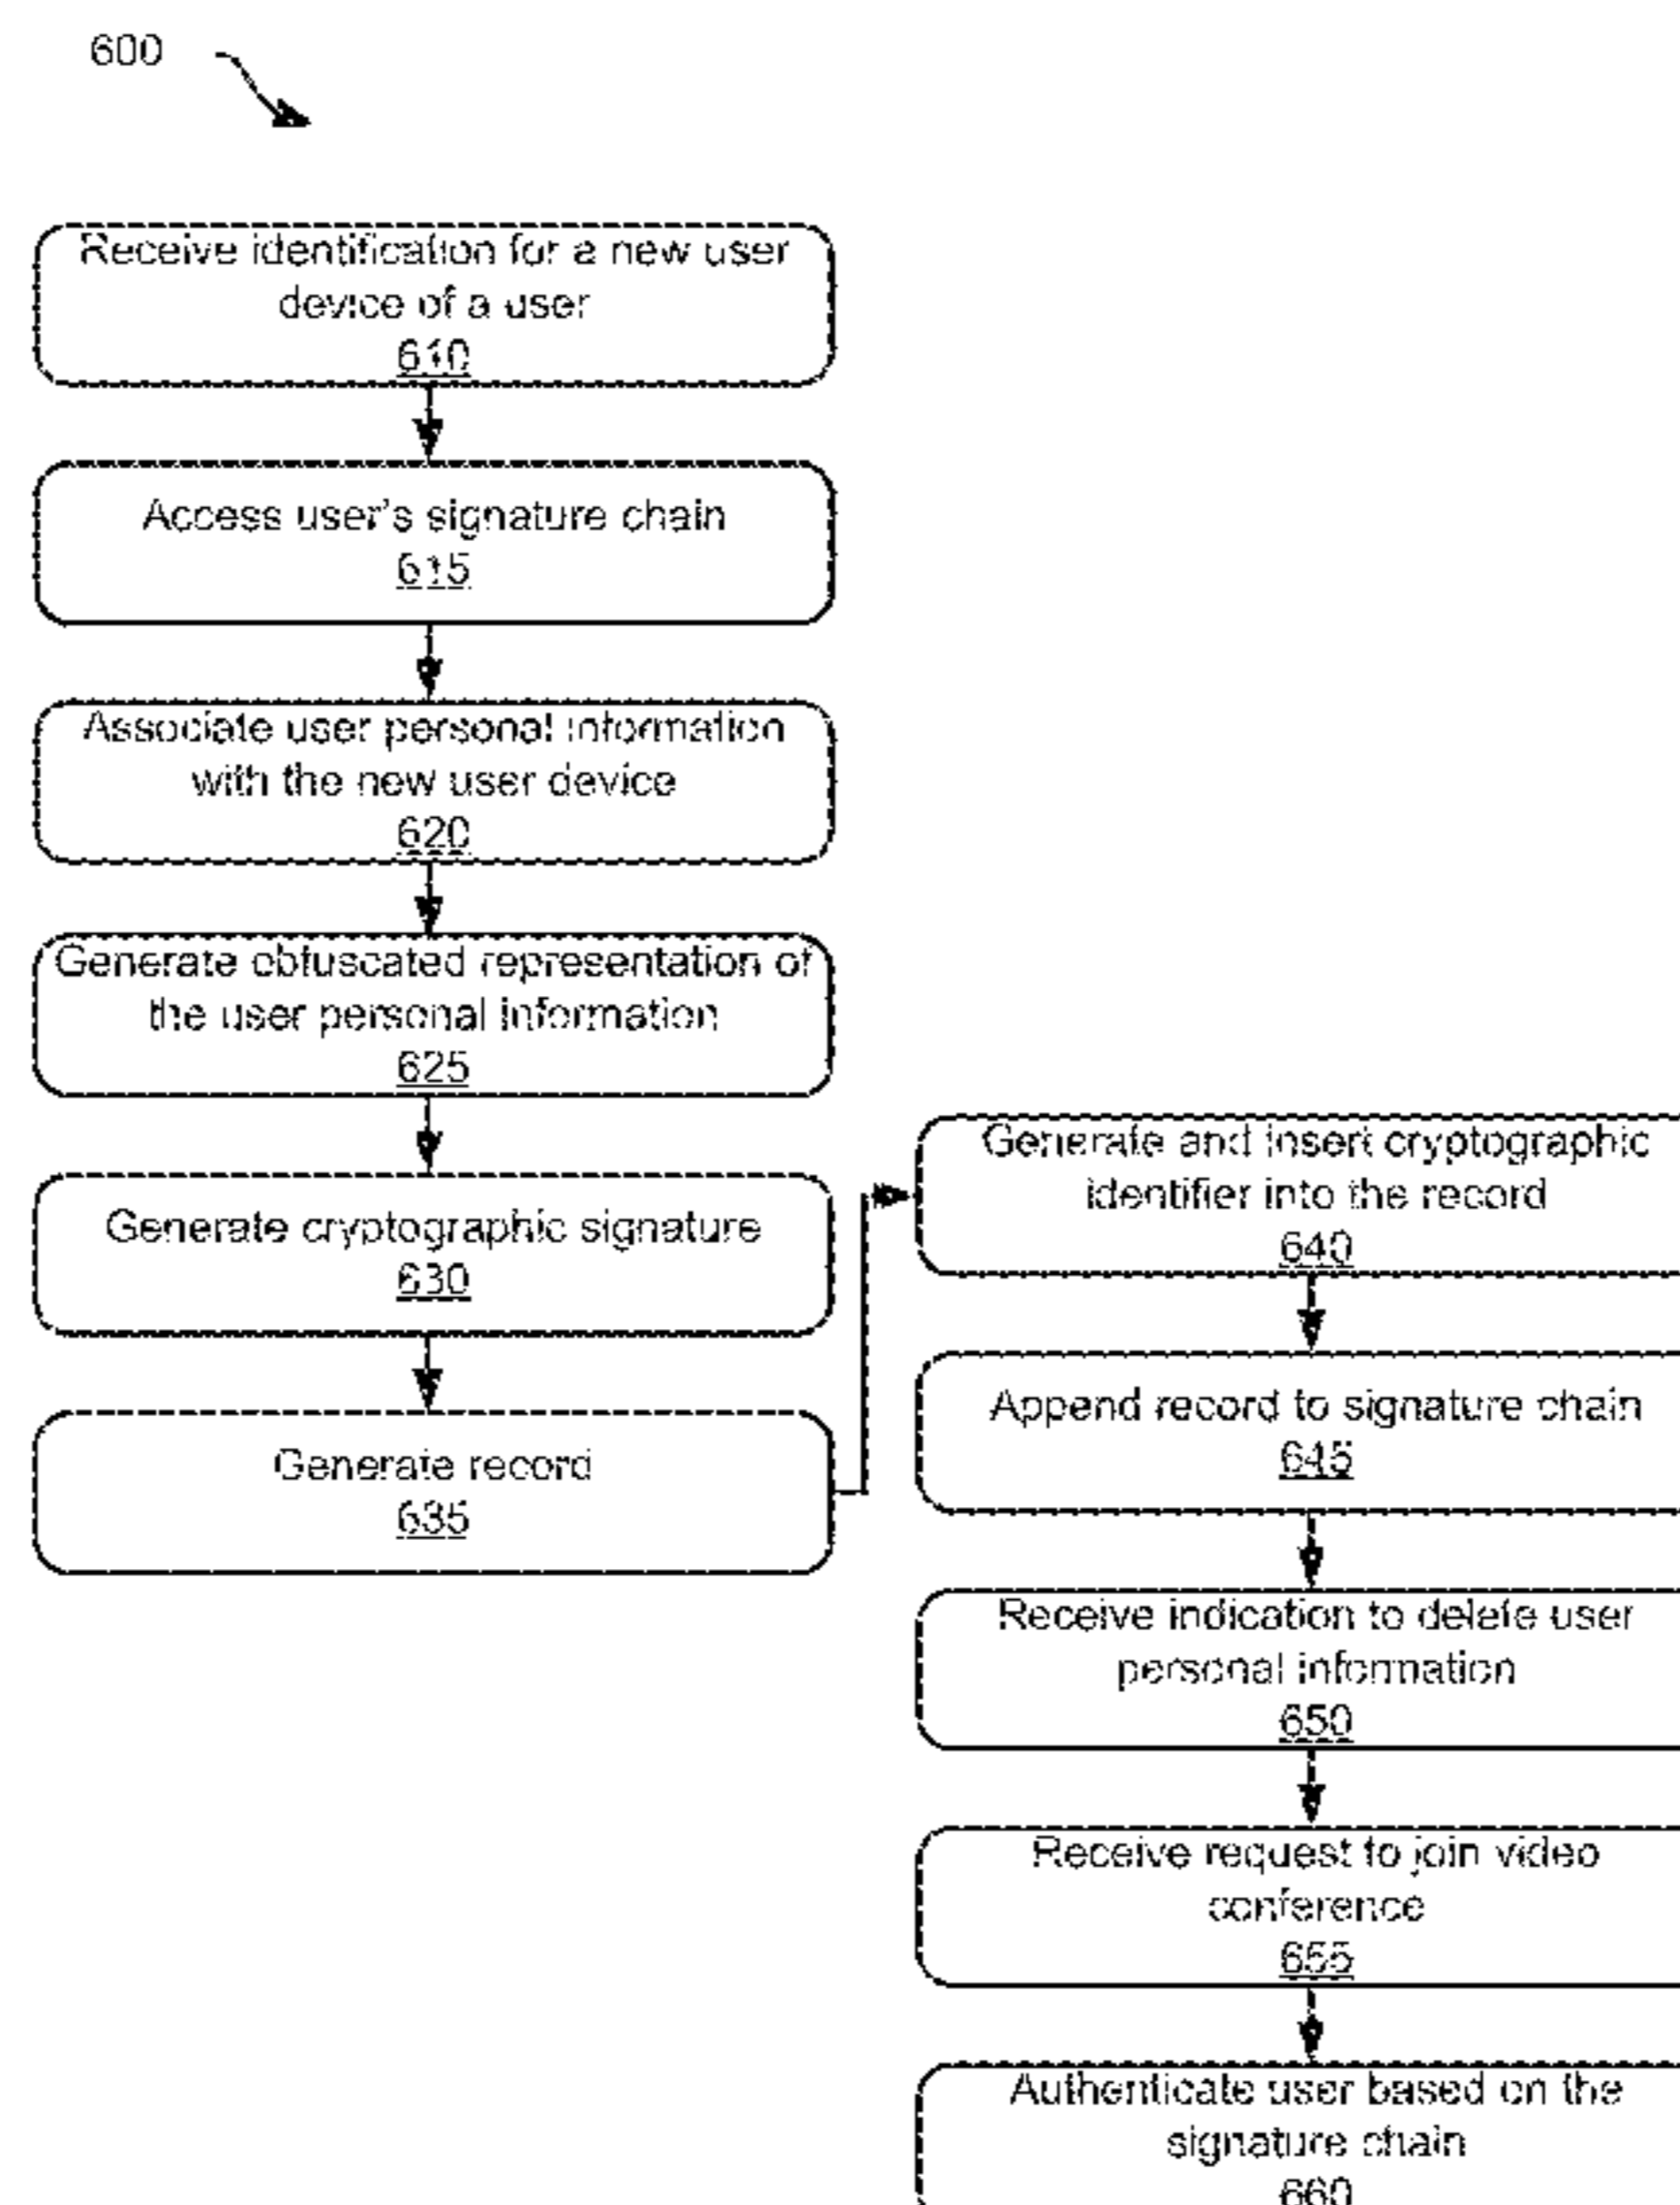 600
Receive identification for a new user
device of a user
610
Access user's signature chain
615
Associate user personal information
with the new user device
620
Generate obfuscated representation of
the user personal information
625
Generate cryptographic signature
630
Generate record
635
Generate and insert cryptographic
identifier into the record
640
Append record to signature chain
645
Receive indication to delete user
personal information
650
Receive request to join video
conference
655
Authenticate user based on the
signature chain
660